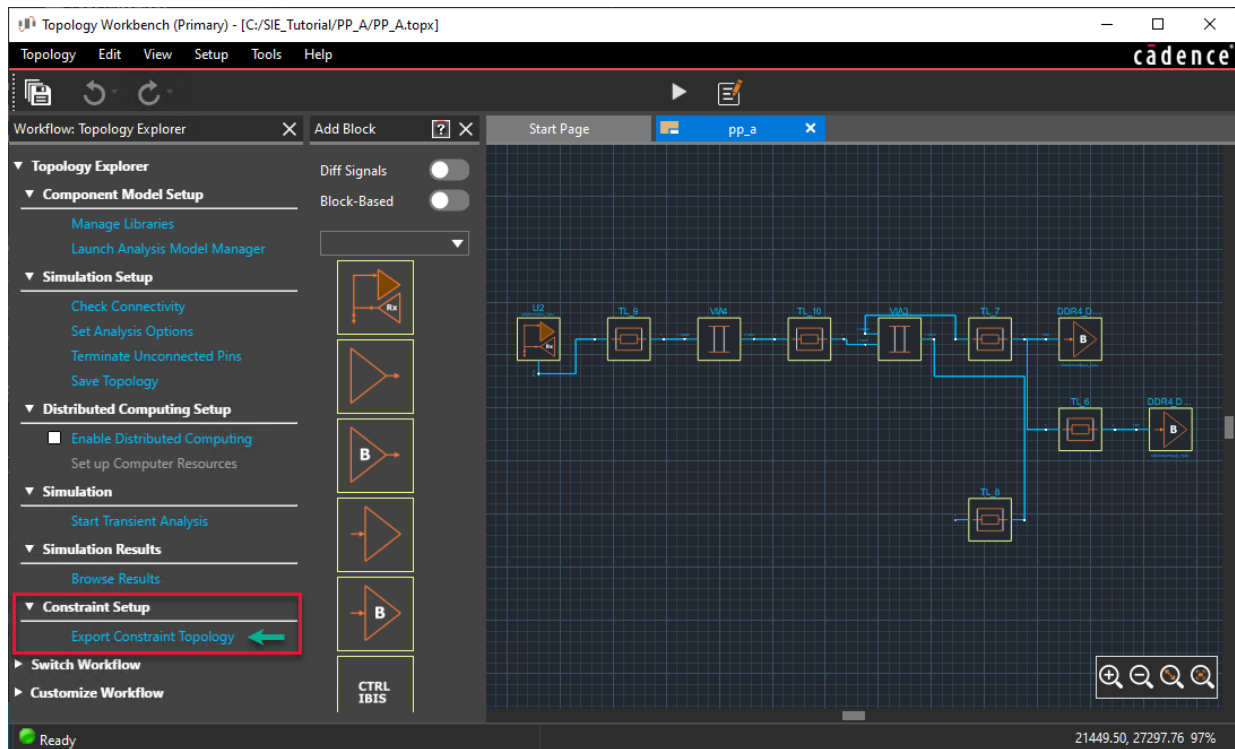 Topology Workbench (Primary) - [C:/SIE_Tutorial/PP_A/PP_A.topx]
Topology Edit View Setup Tools Help
cādence
Workflow: Topology Explorer
Topology Explorer
Component Model Setup
Manage Libraries
Launch Analysis Model Manager
Simulation Setup
Check Connectivity
Set Analysis Options
Terminate Unconnected Pins
Save Topology
Distributed Computing Setup
Enable Distributed Computing
Set up Computer Resources
Simulation
Start Transient Analysis
Simulation Results
Browse Results
Constraint Setup
Export Constraint Topology
Switch Workflow
Customize Workflow
Add Block ?
Diff Signals
Block-Based
Rx
B
B
CTRL
IBIS
Start Page pp_a
U2 TL_9 VIA4 TL_10 VIA3 TL_7 DDR4_D...
Rx B
TL_6 DDR4_D...
B
TL_8
Ready
21449.50, 27297.76 97%